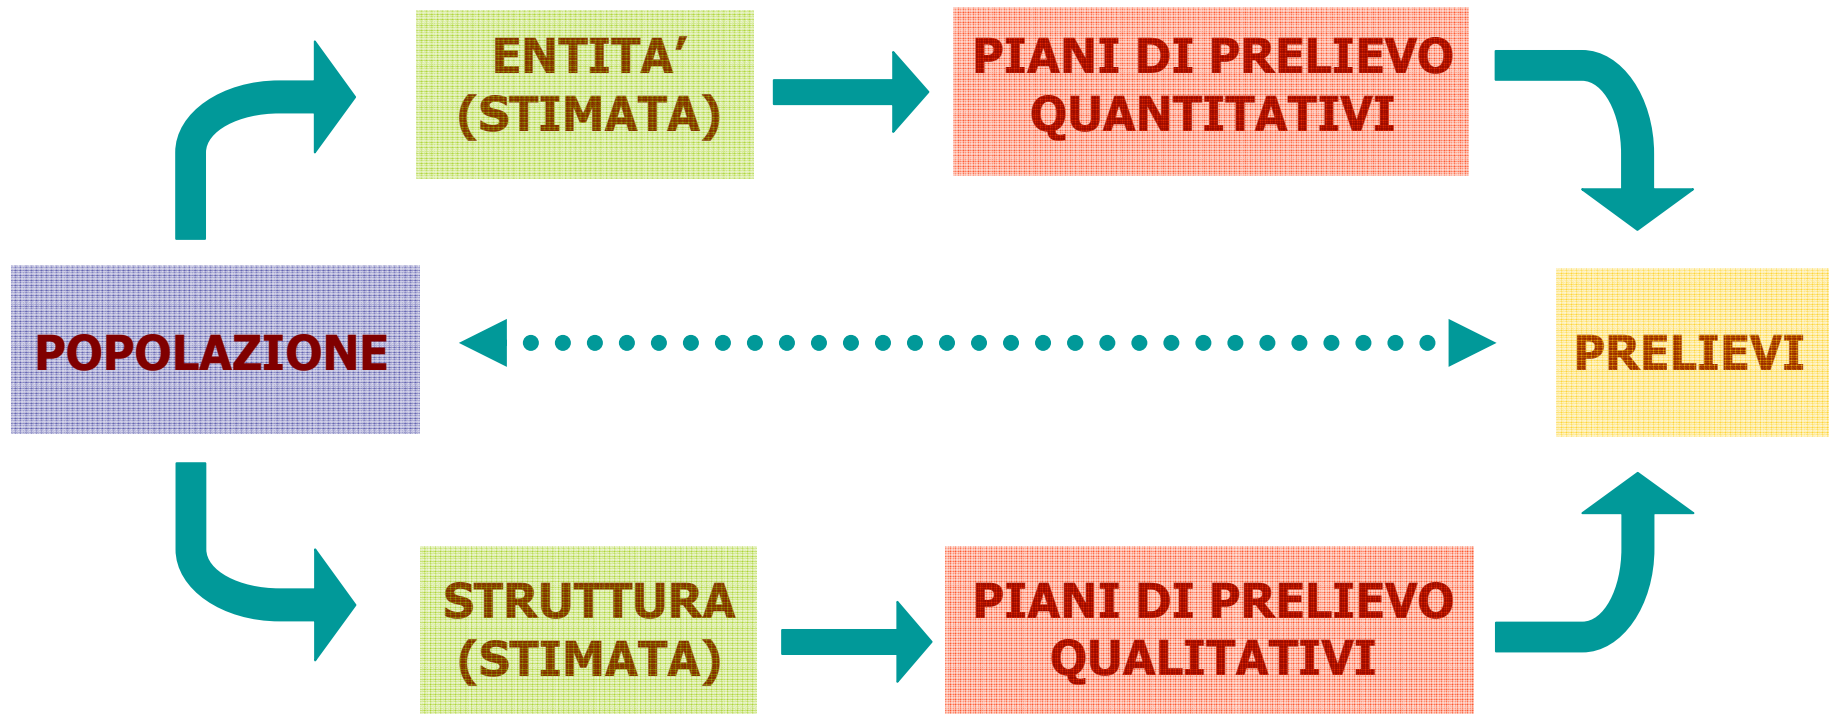 ENTITA’
(STIMATA)
PIANI DI PRELIEVO
QUANTITATIVI
POPOLAZIONE
PRELIEVI
STRUTTURA
(STIMATA)
PIANI DI PRELIEVO
QUALITATIVI